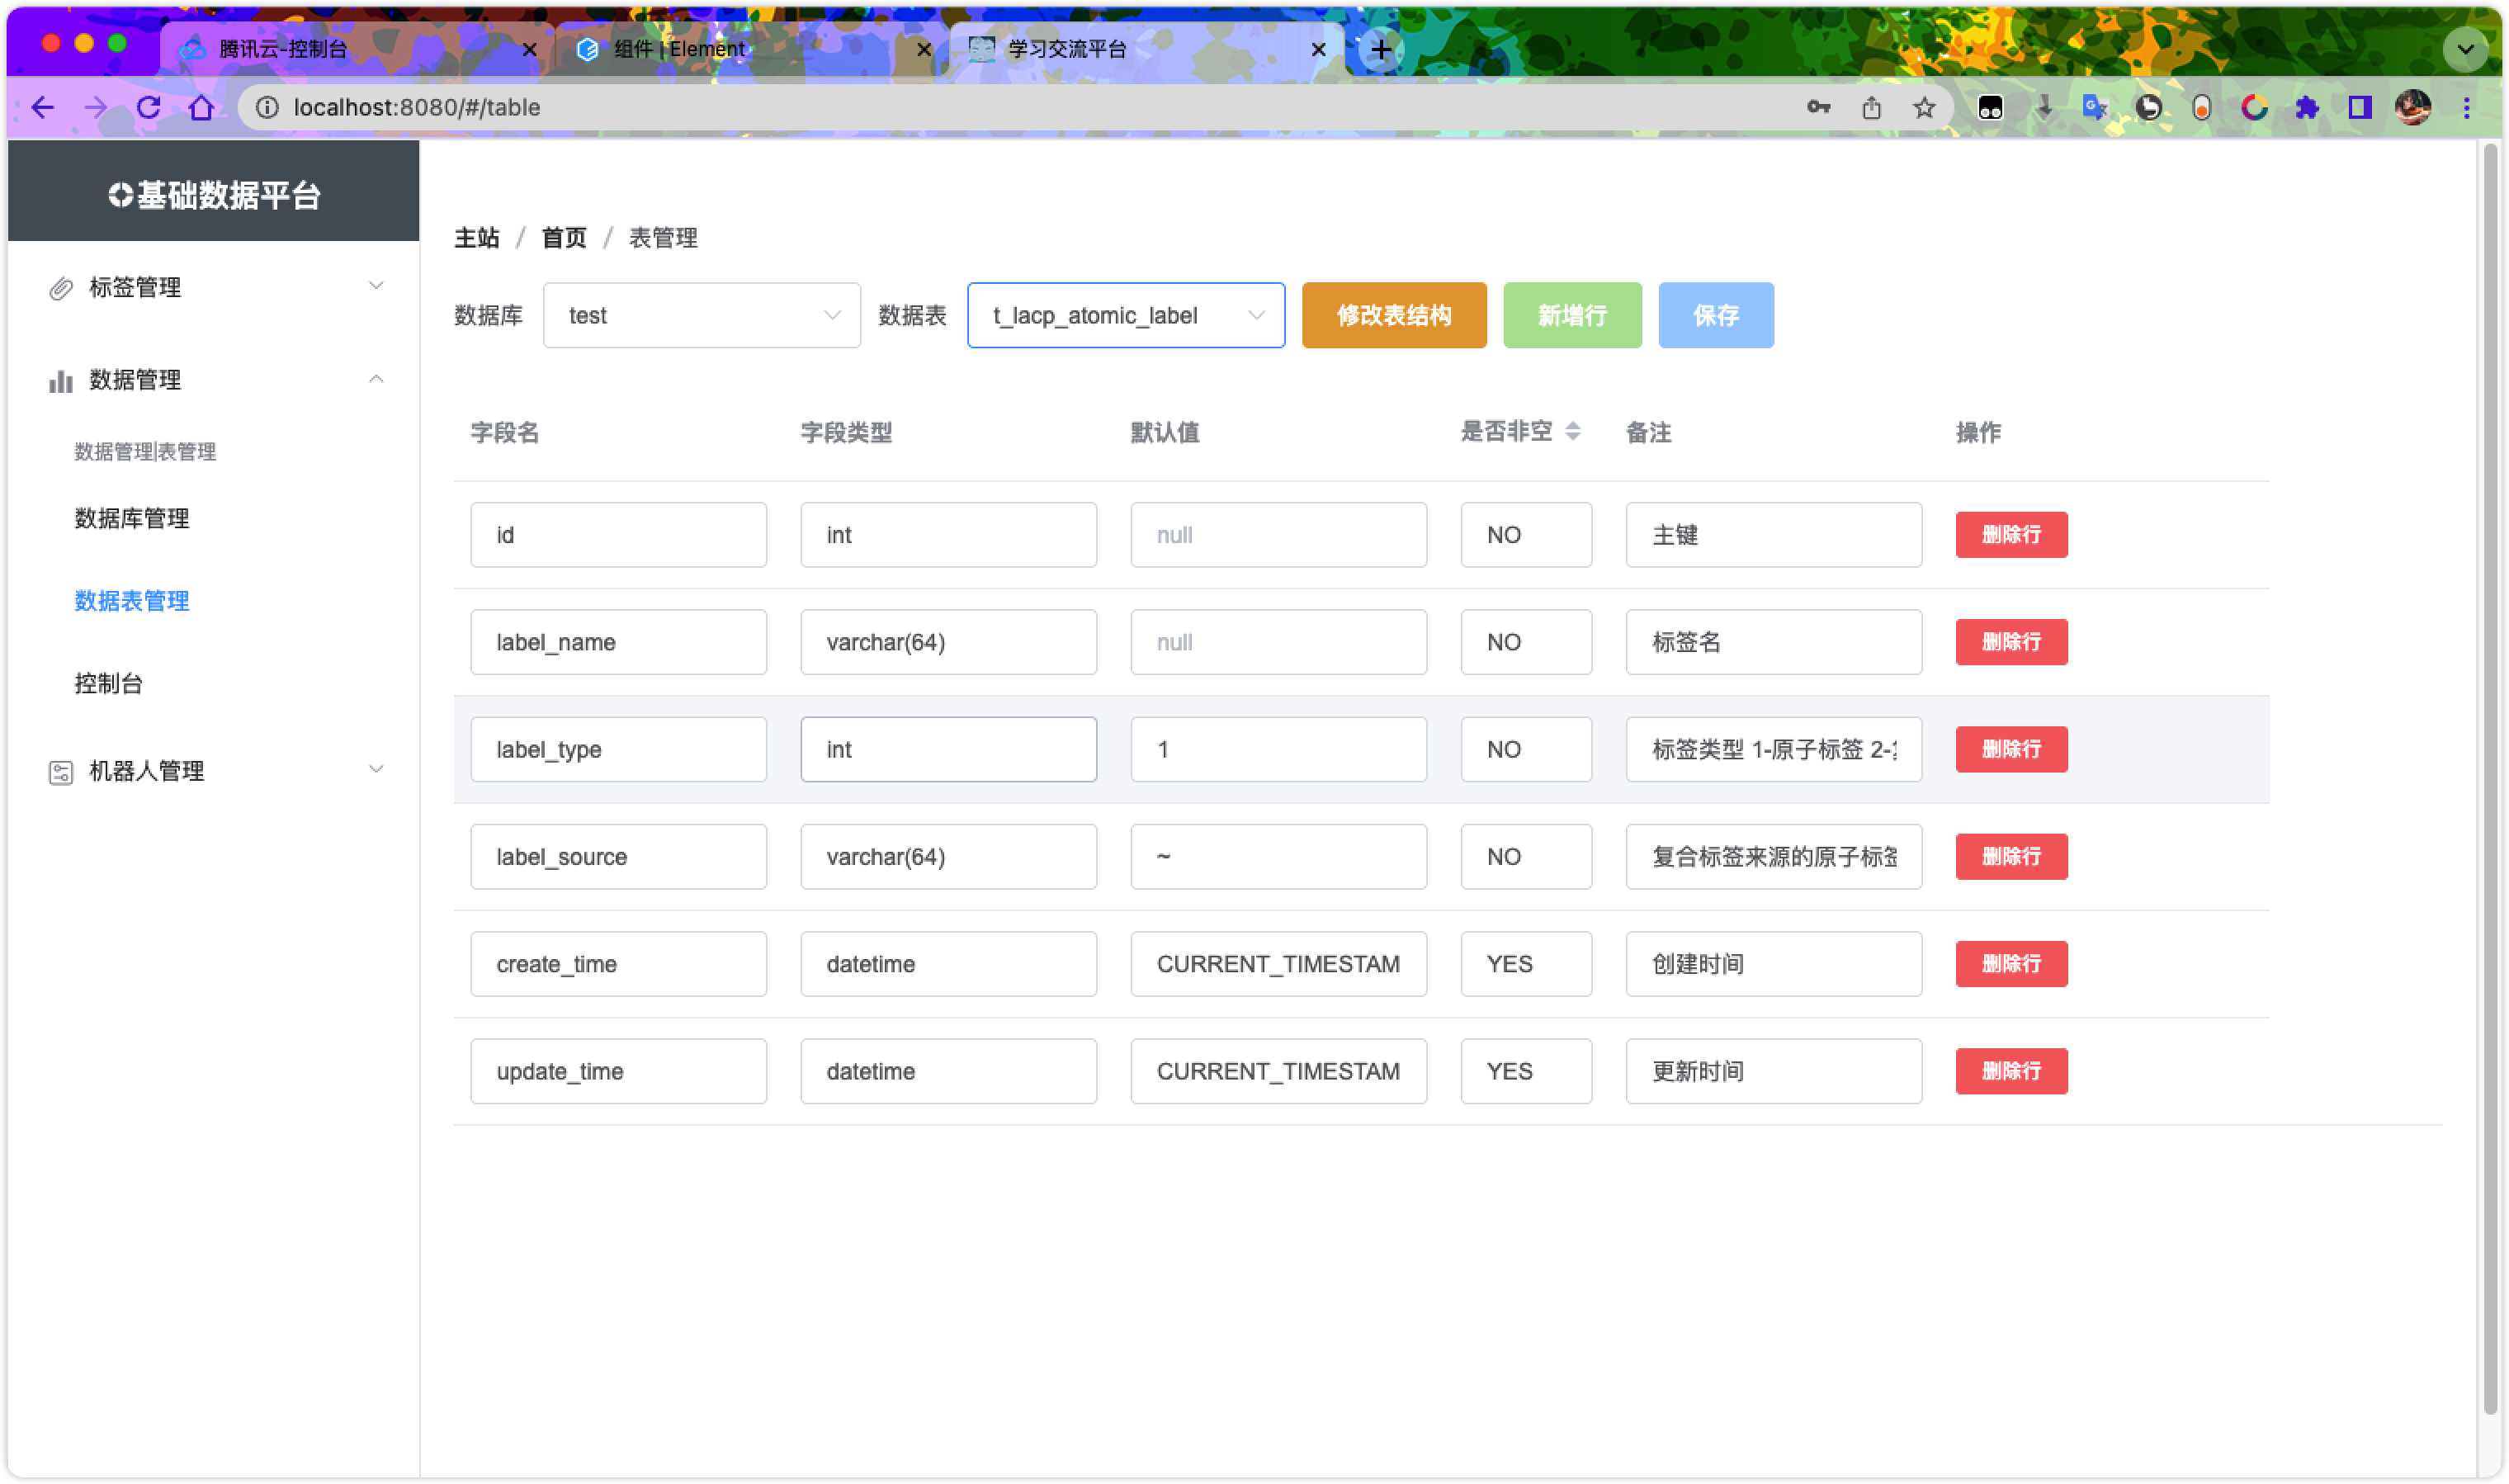 腾讯云-控制台
组件 | Element
学习交流平台
localhost:8080/#/table
基础数据平台
标签管理
数据管理
数据管理|表管理
数据库管理
数据表管理
控制台
机器人管理
主站 / 首页 / 表管理
数据库 test 数据表 t_lacp_atomic_label 修改表结构 新增行 保存
字段名 字段类型 默认值 是否非空 备注 操作
id int null NO 主键 删除行
label_name varchar(64) null NO 标签名 删除行
label_type int 1 NO 标签类型 1-原子标签 2- 删除行
label_source varchar(64) ~ NO 复合标签来源的原子标签 删除行
create_time datetime CURRENT_TIMESTAM YES 创建时间 删除行
update_time datetime CURRENT_TIMESTAM YES 更新时间 删除行